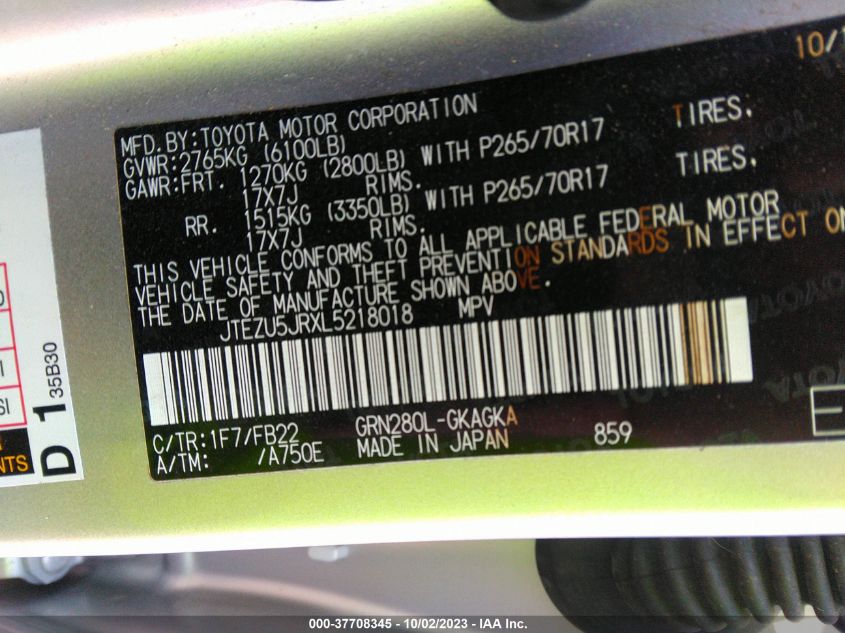 10/
MFD. BY: TOYOTA MOTOR CORPORATION
GVWR: 2765KG (6100LB)
GAWR: FRT. 1270KG (2800LB) WITH P265/70R17 TIRES,
17X7J RIMS.
RR. 1515KG (3350LB) WITH P265/70R17 TIRES,
17X7J RIMS.
THIS VEHICLE CONFORMS TO ALL APPLICABLE FEDERAL MOTOR
VEHICLE SAFETY AND THEFT PREVENTION STANDARDS IN EFFECT ON
THE DATE OF MANUFACTURE SHOWN ABOVE.
JTEZU5JRXL5218018 MPV
C/TR: 1F7/FB22 GRN280L-GKAGKA
A/TM: /A750E MADE IN JAPAN 859
D 1 35B30
000-37708345 - 10/02/2023 - IAA Inc.